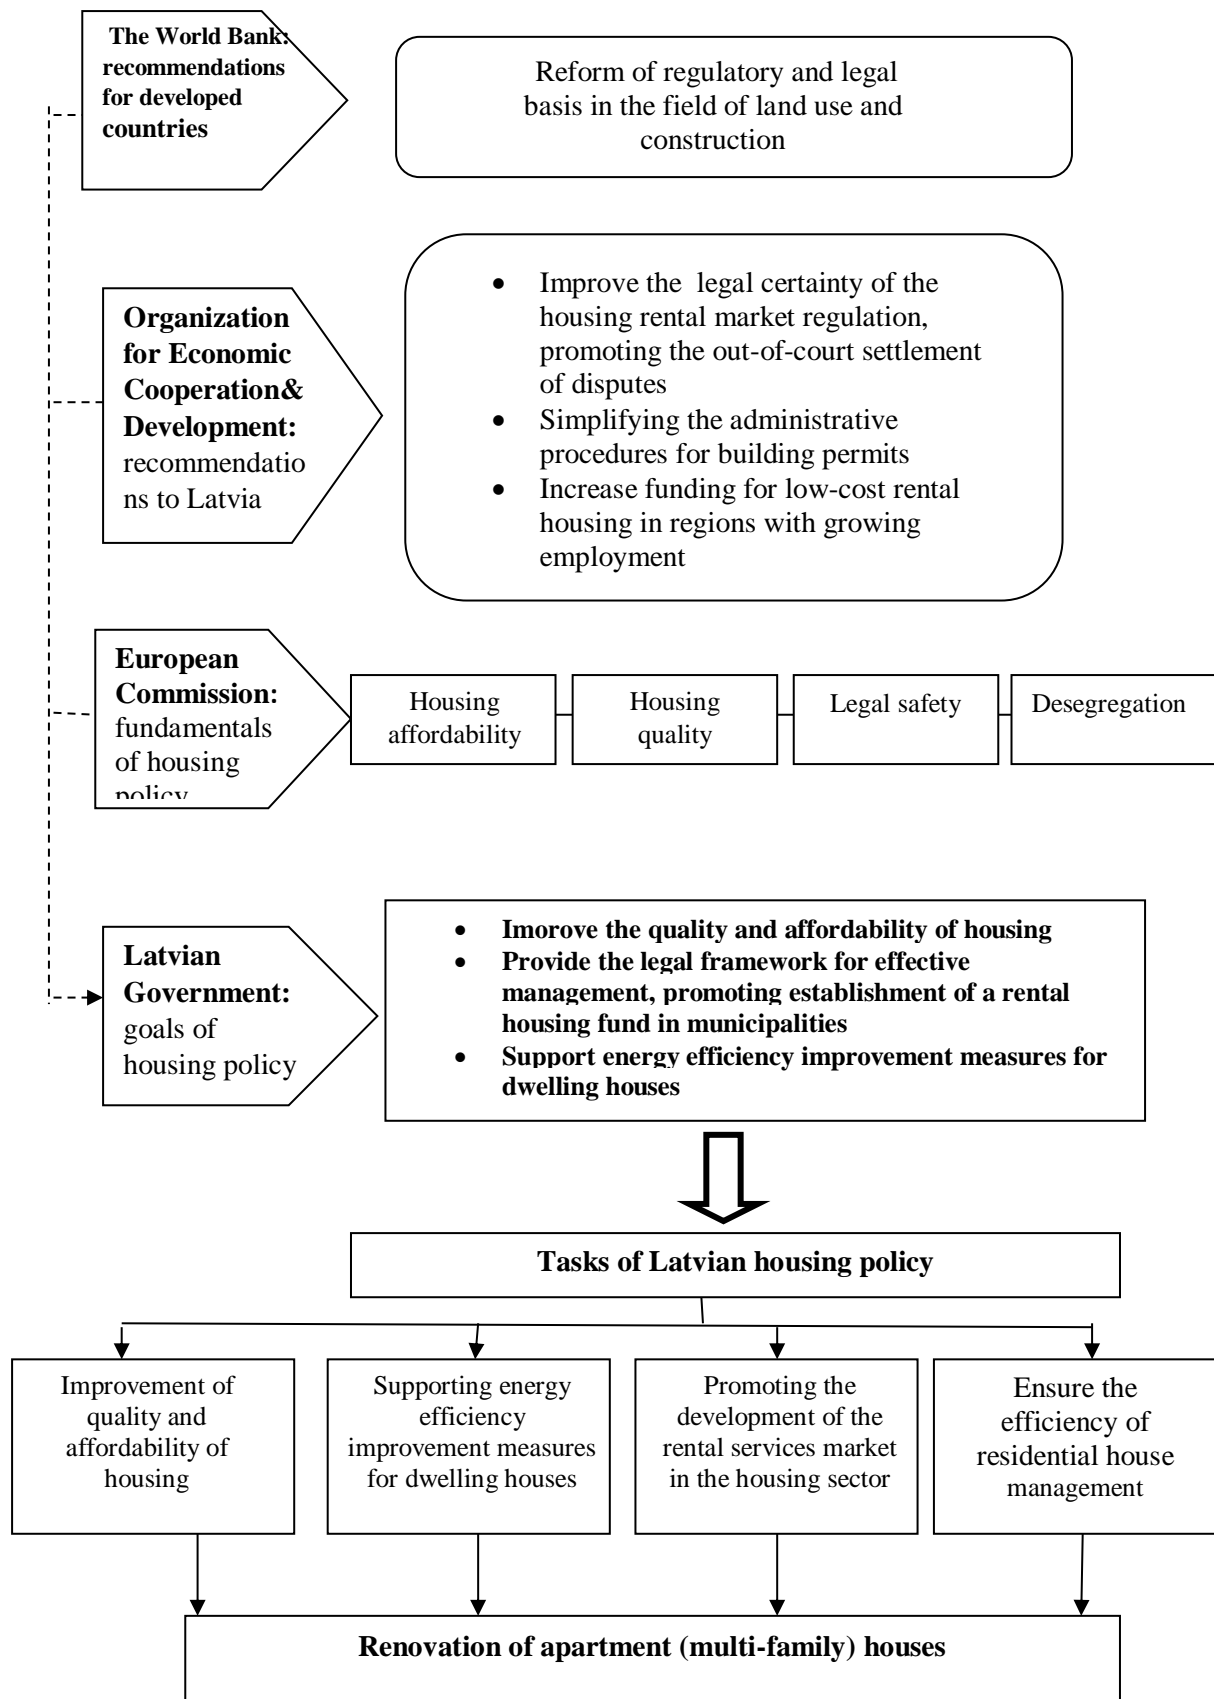 The World Bank:
recommendations
for developed
countries
Reform of regulatory and legal
basis in the field of land use and
construction
Organization
for Economic
Cooperation&
Development:
recommendatio
ns to Latvia
• Improve the legal certainty of the
housing rental market regulation,
promoting the out-of-court settlement
of disputes
• Simplifying the administrative
procedures for building permits
• Increase funding for low-cost rental
housing in regions with growing
employment
European
Commission:
fundamentals
of housing
policy
Housing
affordability
Housing
quality
Legal safety
Desegregation
Latvian
Government:
goals of
housing policy
• Imorove the quality and affordability of housing
• Provide the legal framework for effective
management, promoting establishment of a rental
housing fund in municipalities
• Support energy efficiency improvement measures for
dwelling houses
Tasks of Latvian housing policy
Improvement of
quality and
affordability of
housing
Supporting energy
efficiency
improvement measures
for dwelling houses
Promoting the
development of the
rental services market
in the housing sector
Ensure the
efficiency of
residential house
management
Renovation of apartment (multi-family) houses